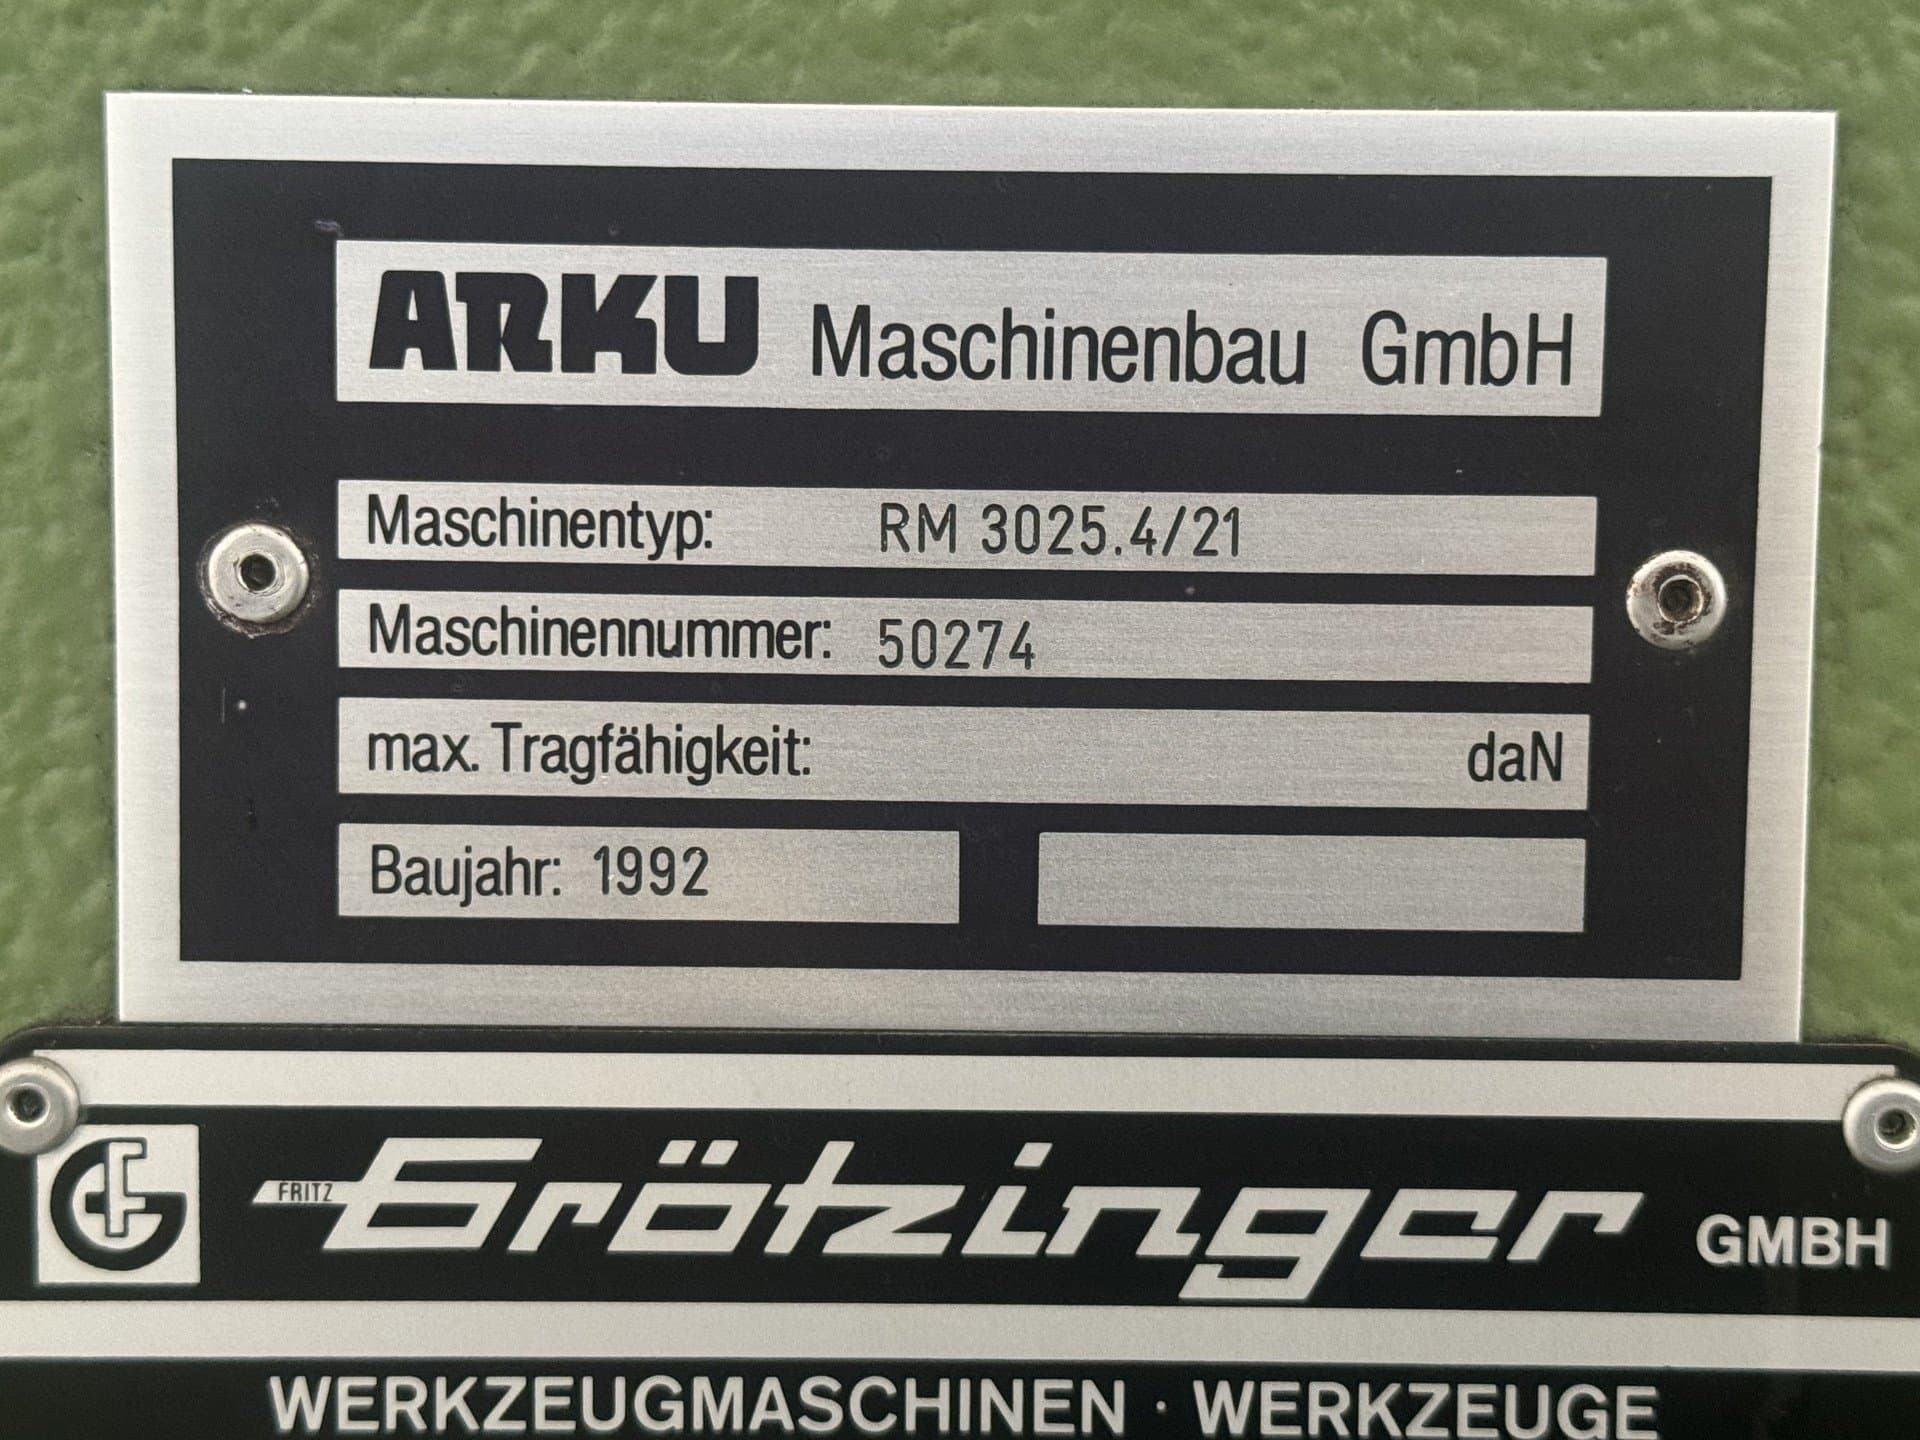 ARKU Maschinenbau GmbH
Maschinentyp: RM 3025.4/21
Maschinennummer: 50274
max. Tragfähigkeit: daN
Baujahr: 1992
FRITZ Grötzinger GMBH
WERKZEUGMASCHINEN · WERKZEUGE